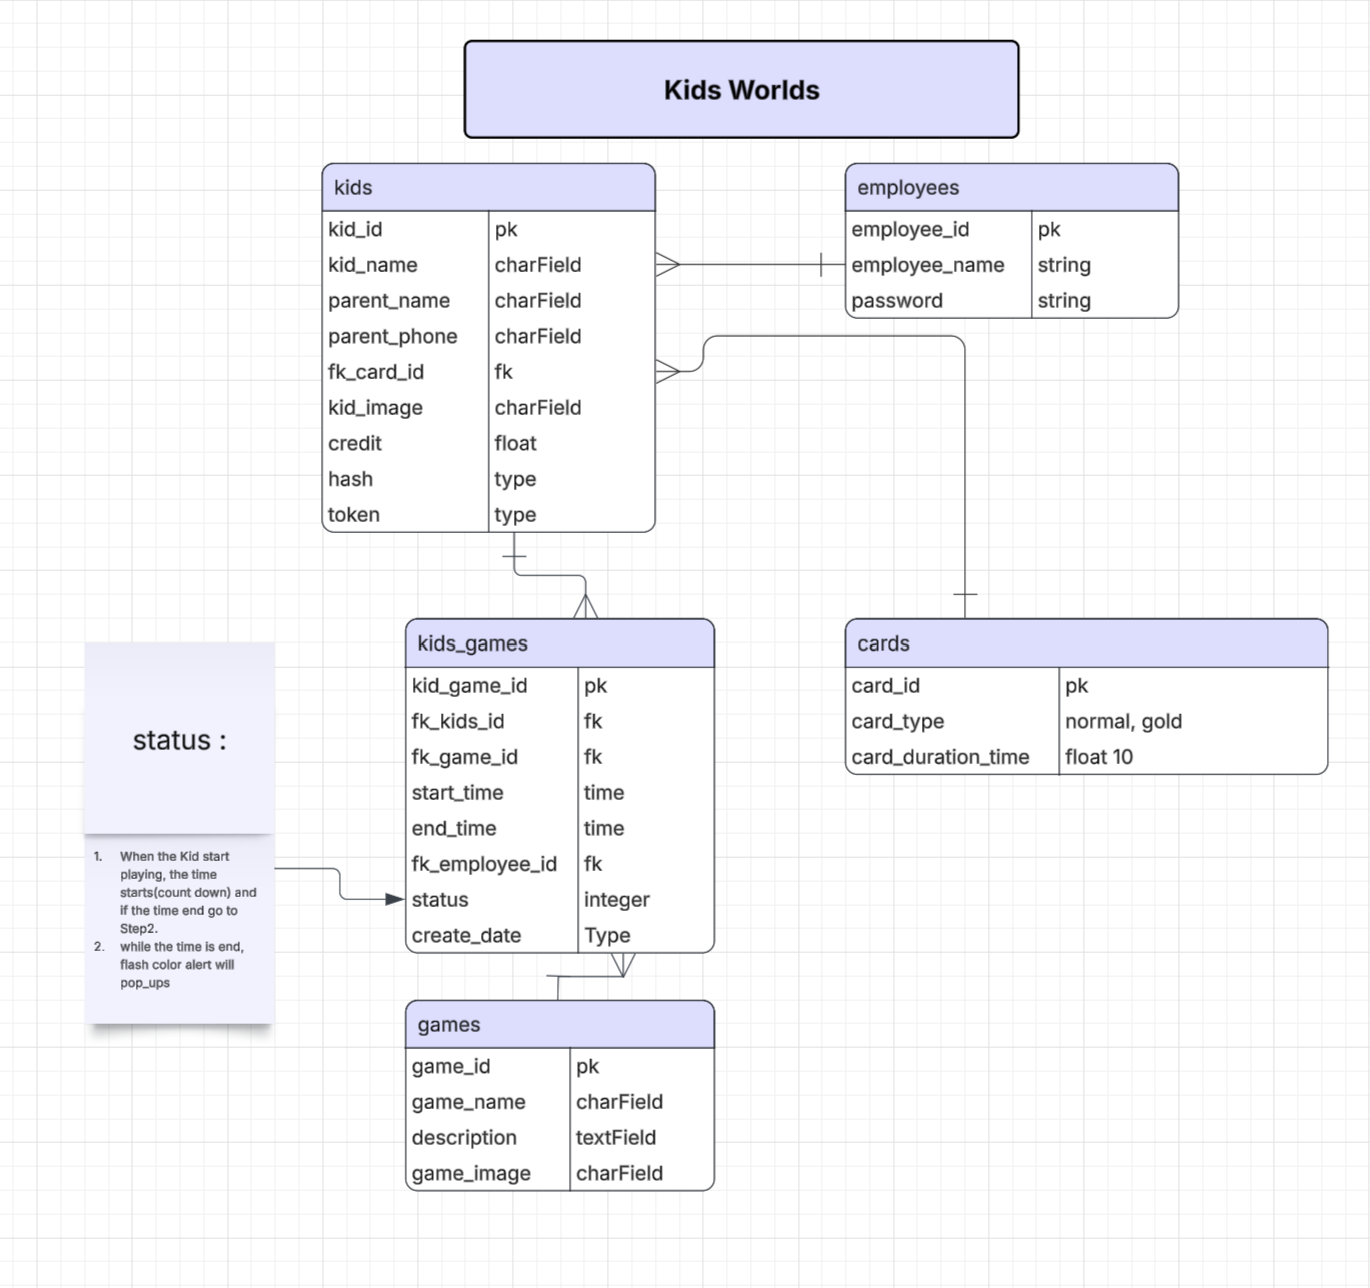 Kids Worlds
kids
kid_id pk
kid_name charField
parent_name charField
parent_phone charField
fk_card_id fk
kid_image charField
credit float
hash type
token type
employees
employee_id pk
employee_name string
password string
kids_games
kid_game_id pk
fk_kids_id fk
fk_game_id fk
start_time time
end_time time
fk_employee_id fk
status integer
create_date Type
cards
card_id pk
card_type normal, gold
card_duration_time float 10
status :
1. When the Kid start
playing, the time
starts(count down) and
if the time end go to
Step2.
2. while the time is end,
flash color alert will
pop_ups
games
game_id pk
game_name charField
description textField
game_image charField